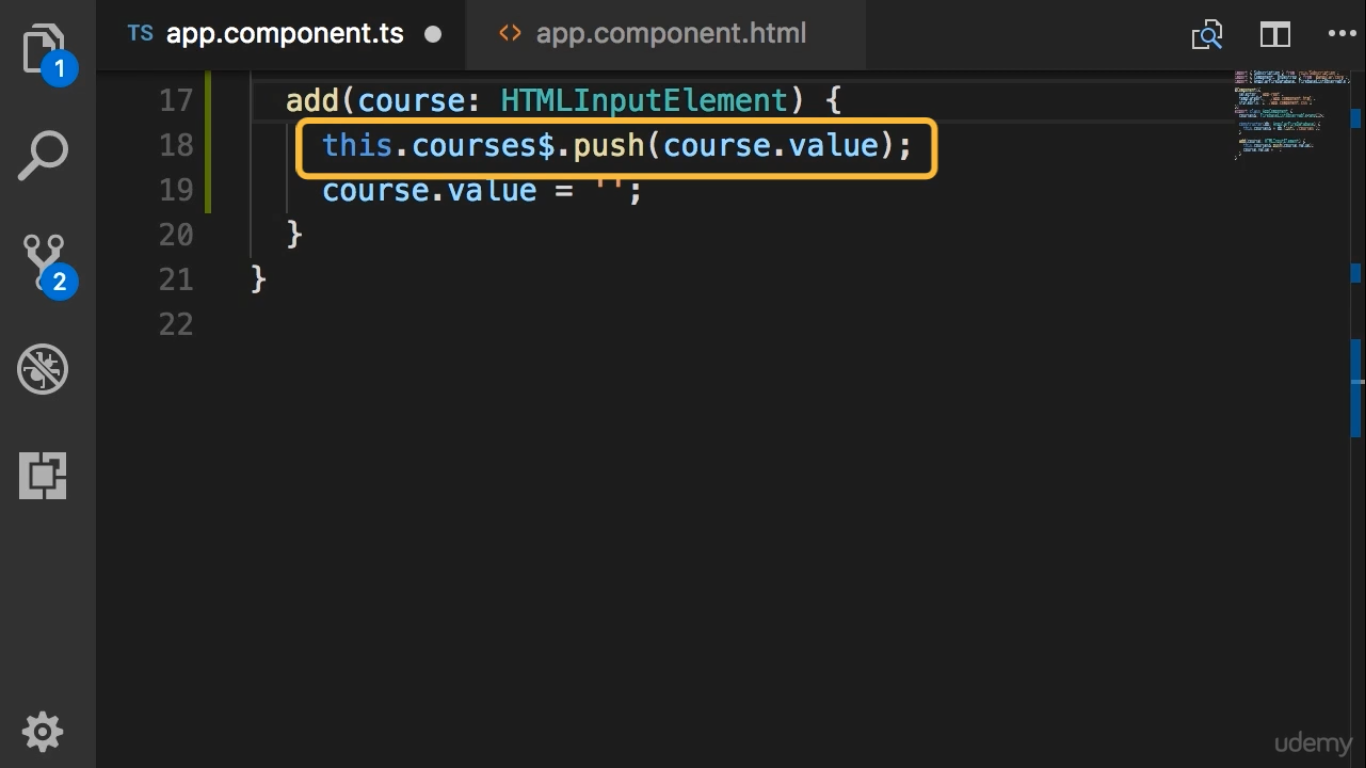 1
TS app.component.ts
<> app.component.html
17 add(course: HTMLInputElement) {
18 this.courses$.push(course.value);
19 course.value = '';
20 }
21 }
22
2
udemy